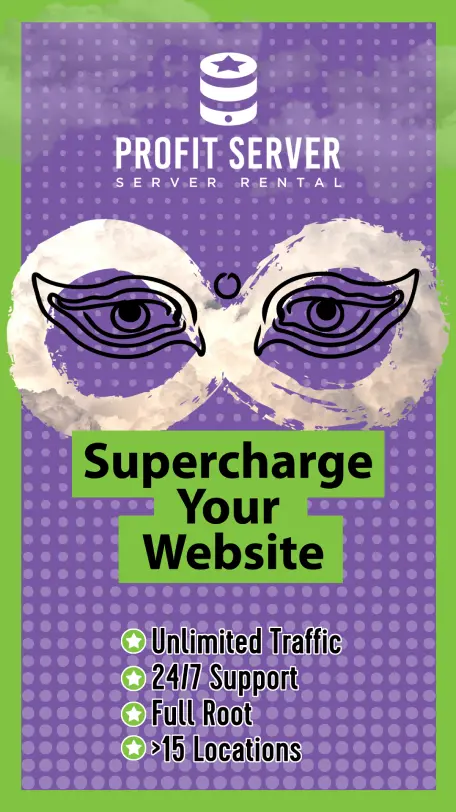 PROFIT SERVER
SERVER RENTAL
Supercharge
Your
Website
Unlimited Traffic
24/7 Support
Full Root
>15 Locations